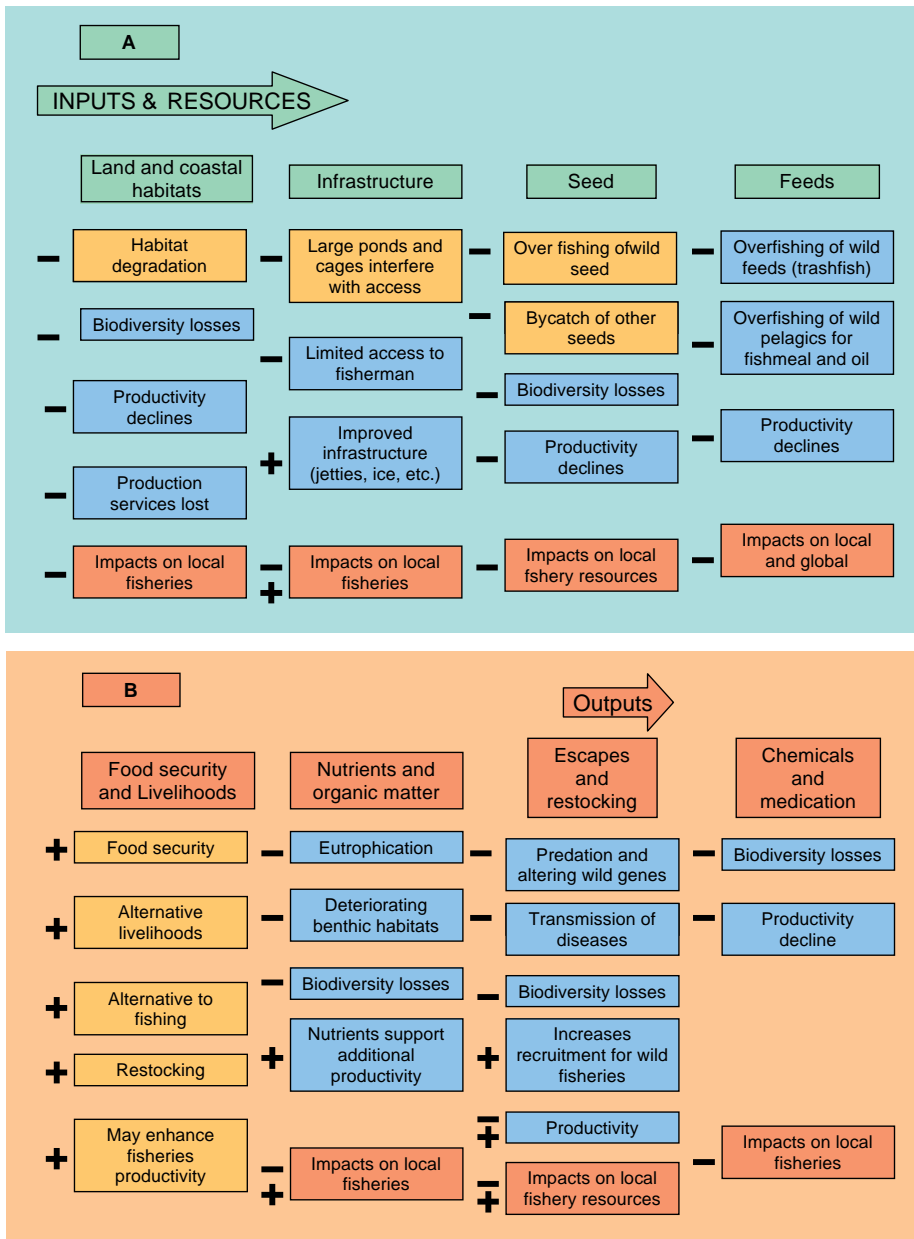 A
INPUTS & RESOURCES
Land and coastal
habitats
Infrastructure
Seed
Feeds
− Habitat
degradation
− Large ponds and
cages interfere
with access
− Over fishing ofwild
seed
− Overfishing of wild
feeds (trashfish)
− Biodiversity losses
− Limited access to
fisherman
− Bycatch of other
seeds
− Overfishing of wild
pelagics for
fishmeal and oil
− Productivity
declines
+ Improved
infrastructure
(jetties, ice, etc.)
− Biodiversity losses
− Productivity
declines
− Productivity
declines
− Production
services lost
− Impacts on local
fisheries
− + Impacts on local
fisheries
− Impacts on local
fshery resources
− Impacts on local
and global
B
Outputs
Food security
and Livelihoods
Nutrients and
organic matter
Escapes
and
restocking
Chemicals
and
medication
+ Food security
− Eutrophication
− Predation and
altering wild genes
− Biodiversity losses
+ Alternative
livelihoods
− Deteriorating
benthic habitats
− Transmission of
diseases
− Productivity
decline
+ Alternative to
fishing
− Biodiversity losses
− Biodiversity losses
+ Restocking
+ Nutrients support
additional
productivity
+ Increases
recruitment for wild
fisheries
+ May enhance
fisheries
productivity
− + Impacts on local
fisheries
− + Productivity
− + Impacts on local
fishery resources
− Impacts on local
fisheries